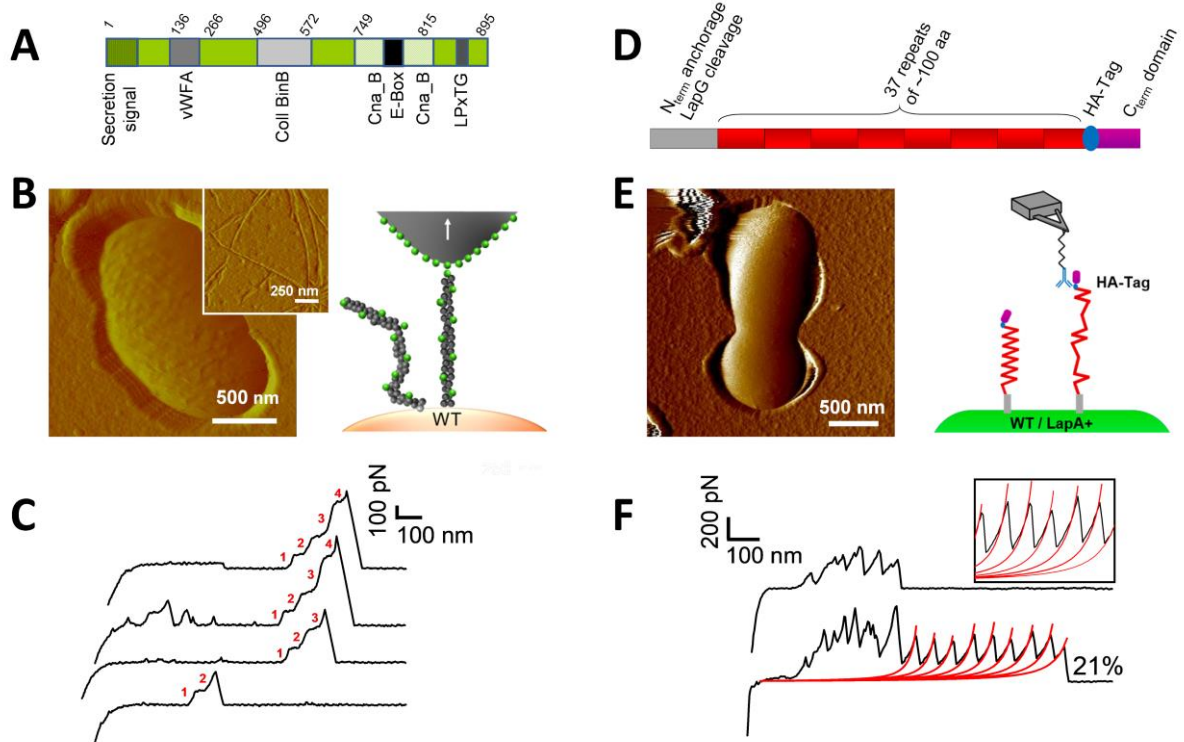 A
1
136
266
496
572
749
815
895
Secretion
signal
vWFA
Coll BinB
Cna_B
E-Box
Cna_B
LPxTG
B
250 nm
500 nm
WT
C
100 pN
100 nm
1 2 3 4
1 2 3 4
1 2 3
1 2
D
Nterm anchorage
LapG cleavage
37 repeats
of ~100 aa
HA-Tag
Cterm domain
E
500 nm
HA-Tag
WT / LapA+
F
200 pN
100 nm
21%